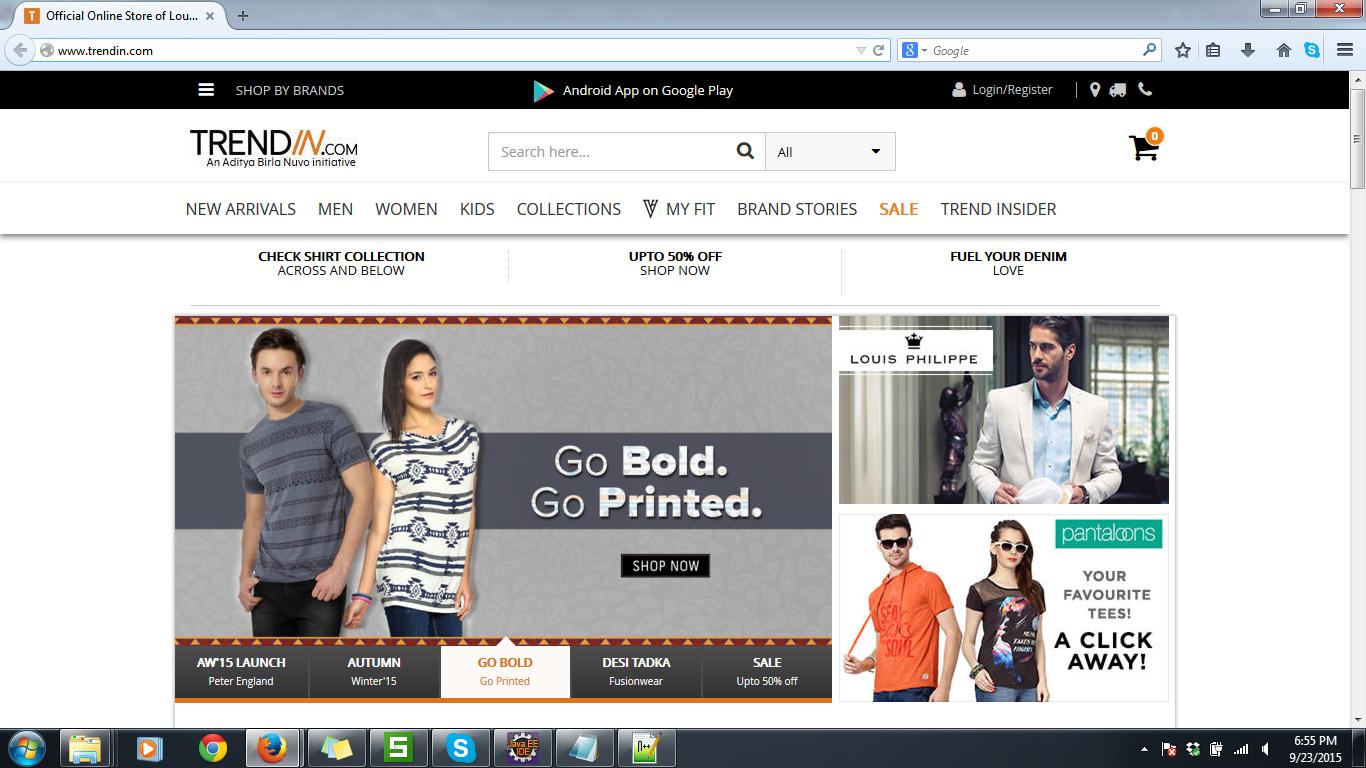 Official Online Store of Lou...
www.trendin.com
Google
SHOP BY BRANDS
Android App on Google Play
Login/Register
TRENDIN.COM
An Aditya Birla Nuvo initiative
Search here...
All
0
NEW ARRIVALS MEN WOMEN KIDS COLLECTIONS MY FIT BRAND STORIES SALE TREND INSIDER
CHECK SHIRT COLLECTION
ACROSS AND BELOW
UPTO 50% OFF
SHOP NOW
FUEL YOUR DENIM
LOVE
Go Bold.
Go Printed.
SHOP NOW
LOUIS PHILIPPE
pantaloons
YOUR
FAVOURITE
TEES!
A CLICK
AWAY!
AW'15 LAUNCH
Peter England
AUTUMN
Winter'15
GO BOLD
Go Printed
DESI TADKA
Fusionwear
SALE
Upto 50% off
Java EE
IDE
6:55 PM
9/23/2015